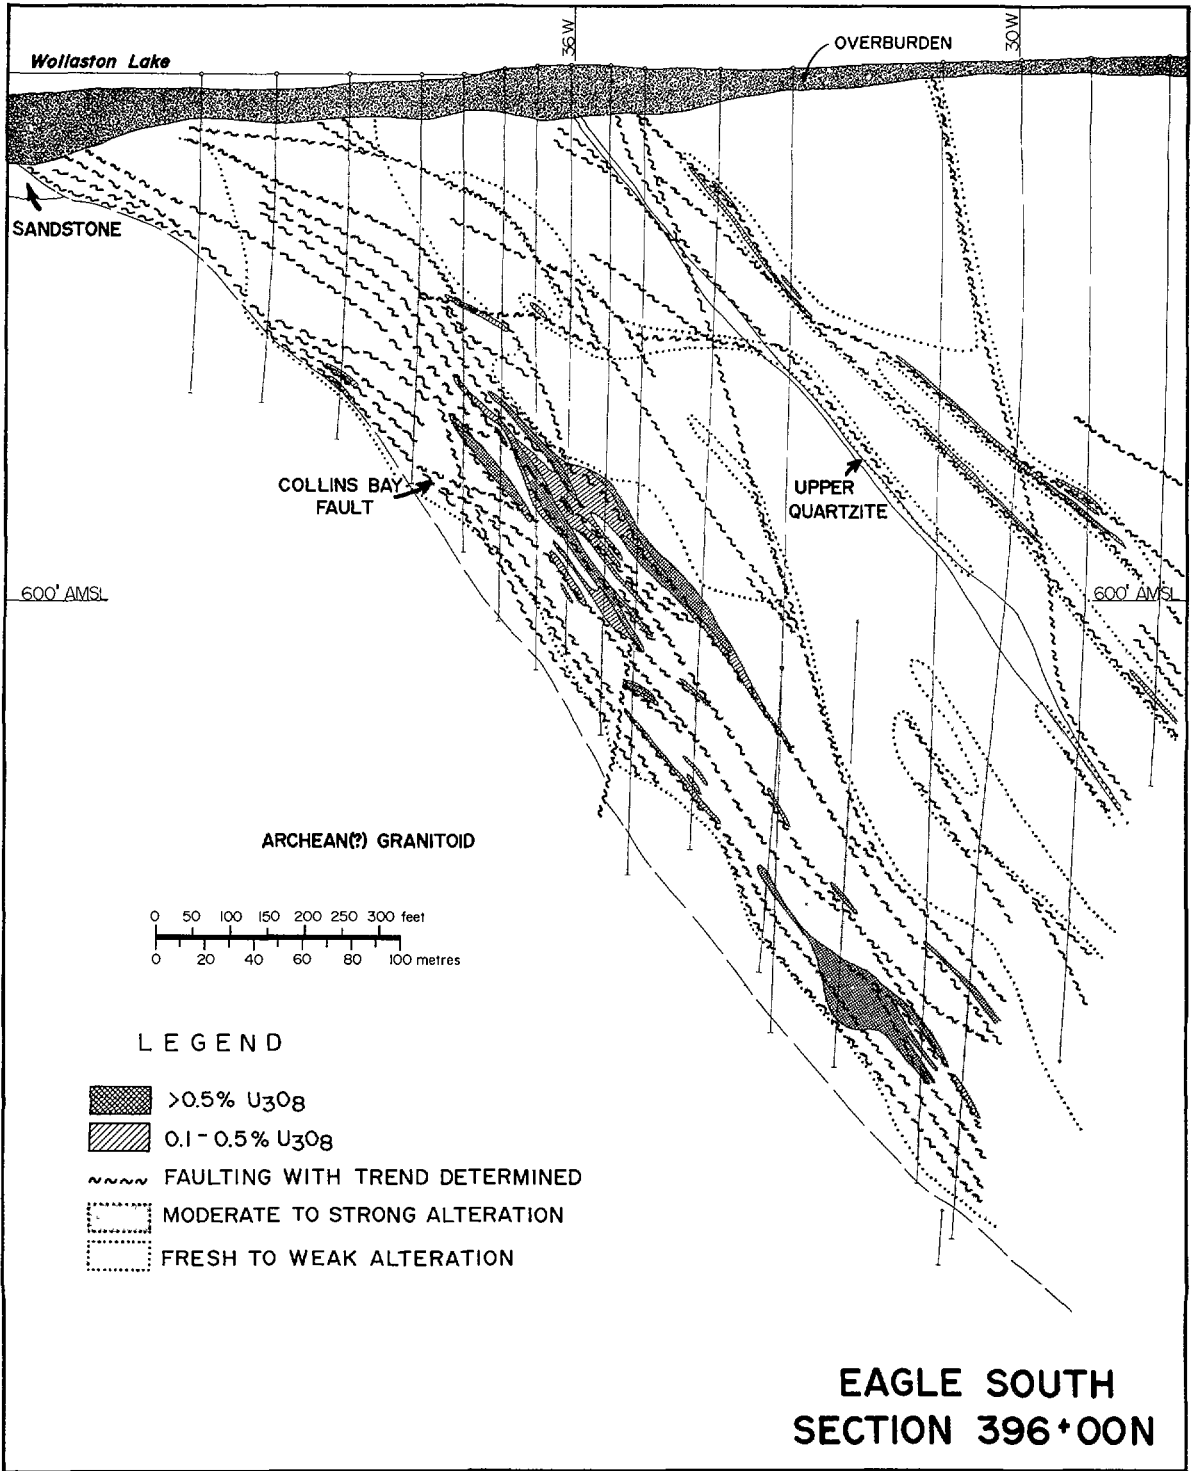 36W
30W
OVERBURDEN
Wollaston Lake
SANDSTONE
COLLINS BAY
FAULT
UPPER
QUARTZITE
600' AMSL
600' AMSL
ARCHEAN(?) GRANITOID
0 50 100 150 200 250 300 feet
0 20 40 60 80 100 metres
LEGEND
>0.5% U3O8
0.1-0.5% U3O8
FAULTING WITH TREND DETERMINED
MODERATE TO STRONG ALTERATION
FRESH TO WEAK ALTERATION
EAGLE SOUTH
SECTION 396+00N